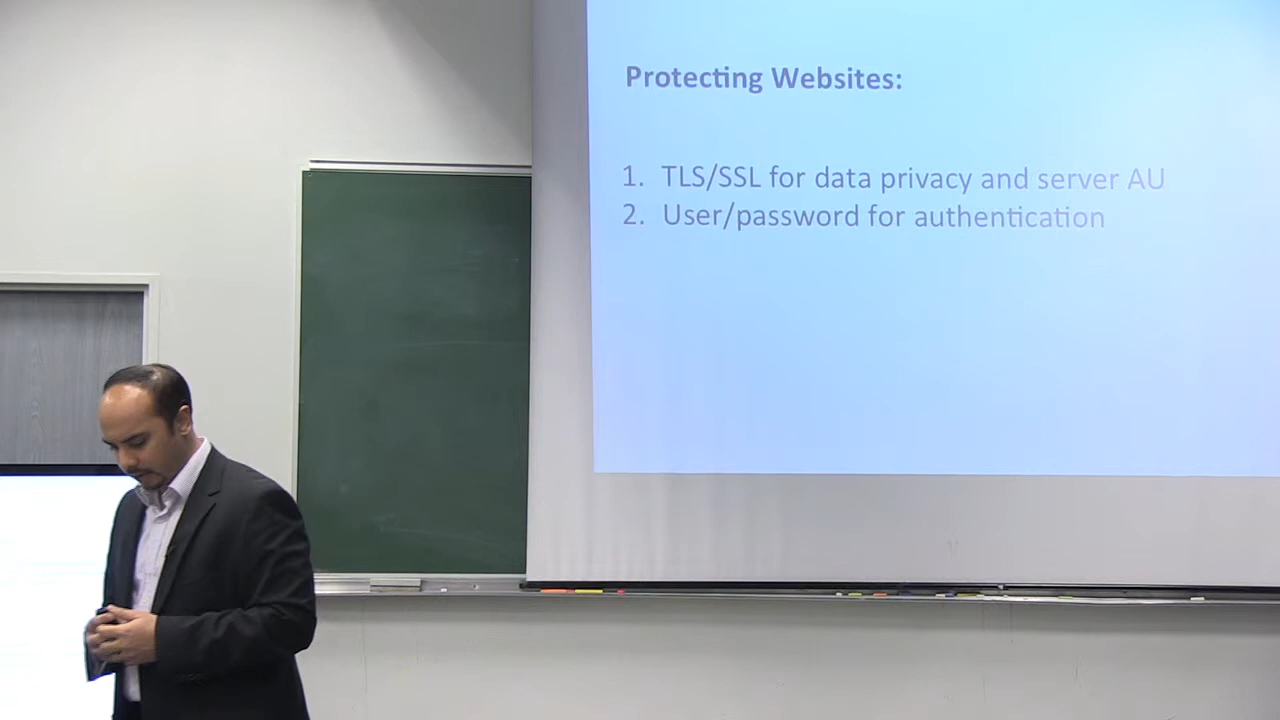 Protecting Websites:
1. TLS/SSL for data privacy and server AU
2. User/password for authentication